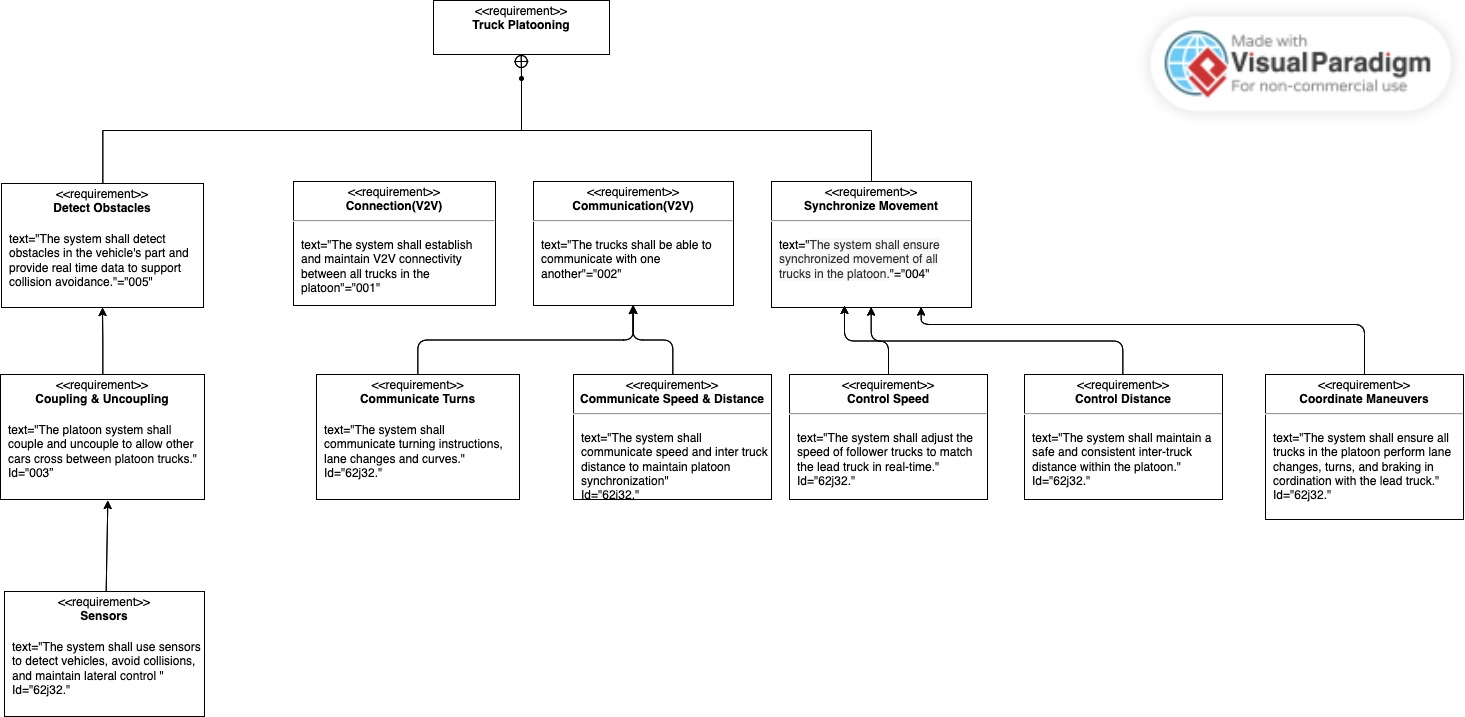 <<requirement>>
Truck Platooning
Made with
Visual Paradigm
For non-commercial use
<<requirement>>
Detect Obstacles
text="The system shall detect
obstacles in the vehicle's part and
provide real time data to support
collision avoidance."="005"
<<requirement>>
Connection(V2V)
text="The system shall establish
and maintain V2V connectivity
between all trucks in the
platoon"="001"
<<requirement>>
Communication(V2V)
text="The trucks shall be able to
communicate with one
another"="002"
<<requirement>>
Synchronize Movement
text="The system shall ensure
synchronized movement of all
trucks in the platoon."="004"
<<requirement>>
Coupling & Uncoupling
text="The platoon system shall
couple and uncouple to allow other
cars cross between platoon trucks."
Id="003"
<<requirement>>
Communicate Turns
text="The system shall
communicate turning instructions,
lane changes and curves."
Id="62j32."
<<requirement>>
Communicate Speed & Distance
text="The system shall
communicate speed and inter truck
distance to maintain platoon
synchronization"
Id="62j32."
<<requirement>>
Control Speed
text="The system shall adjust the
speed of follower trucks to match
the lead truck in real-time."
Id="62j32."
<<requirement>>
Control Distance
text="The system shall maintain a
safe and consistent inter-truck
distance within the platoon."
Id="62j32."
<<requirement>>
Coordinate Maneuvers
text="The system shall ensure all
trucks in the platoon perform lane
changes, turns, and braking in
cordination with the lead truck."
Id="62j32."
<<requirement>>
Sensors
text="The system shall use sensors
to detect vehicles, avoid collisions,
and maintain lateral control "
Id="62j32."